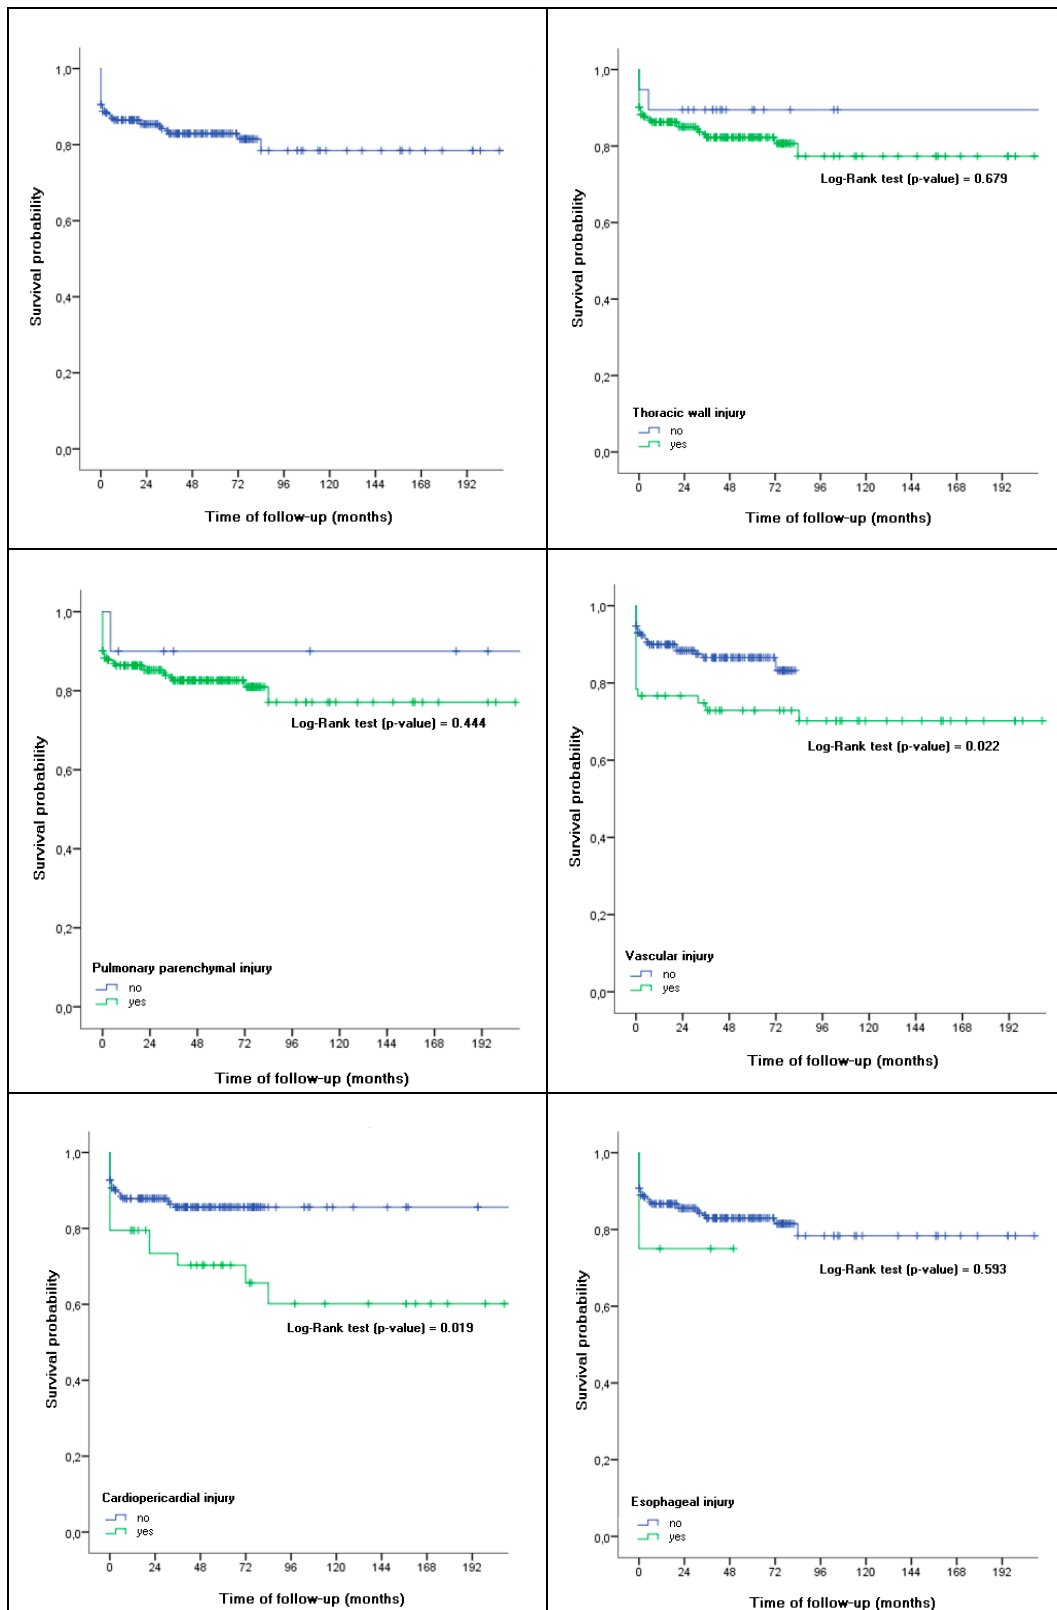 1,0
0,8
0,6
0,4
0,2
0,0
Survival probability
0 24 48 72 96 120 144 168 192
Time of follow-up (months)
1,0
0,8
0,6
0,4
0,2
0,0
Survival probability
Log-Rank test (p-value) = 0.679
Thoracic wall injury
no
yes
0 24 48 72 96 120 144 168 192
Time of follow-up (months)
1,0
0,8
0,6
0,4
0,2
0,0
Survival probability
Log-Rank test (p-value) = 0.444
Pulmonary parenchymal injury
no
yes
0 24 48 72 96 120 144 168 192
Time of follow-up (months)
1,0
0,8
0,6
0,4
0,2
0,0
Survival probability
Log-Rank test (p-value) = 0.022
Vascular injury
no
yes
0 24 48 72 96 120 144 168 192
Time of follow-up (months)
1,0
0,8
0,6
0,4
0,2
0,0
Survival probability
Log-Rank test (p-value) = 0.019
Cardiopericardial injury
no
yes
0 24 48 72 96 120 144 168 192
Time of follow-up (months)
1,0
0,8
0,6
0,4
0,2
0,0
Survival probability
Log-Rank test (p-value) = 0.593
Esophageal injury
no
yes
0 24 48 72 96 120 144 168 192
Time of follow-up (months)